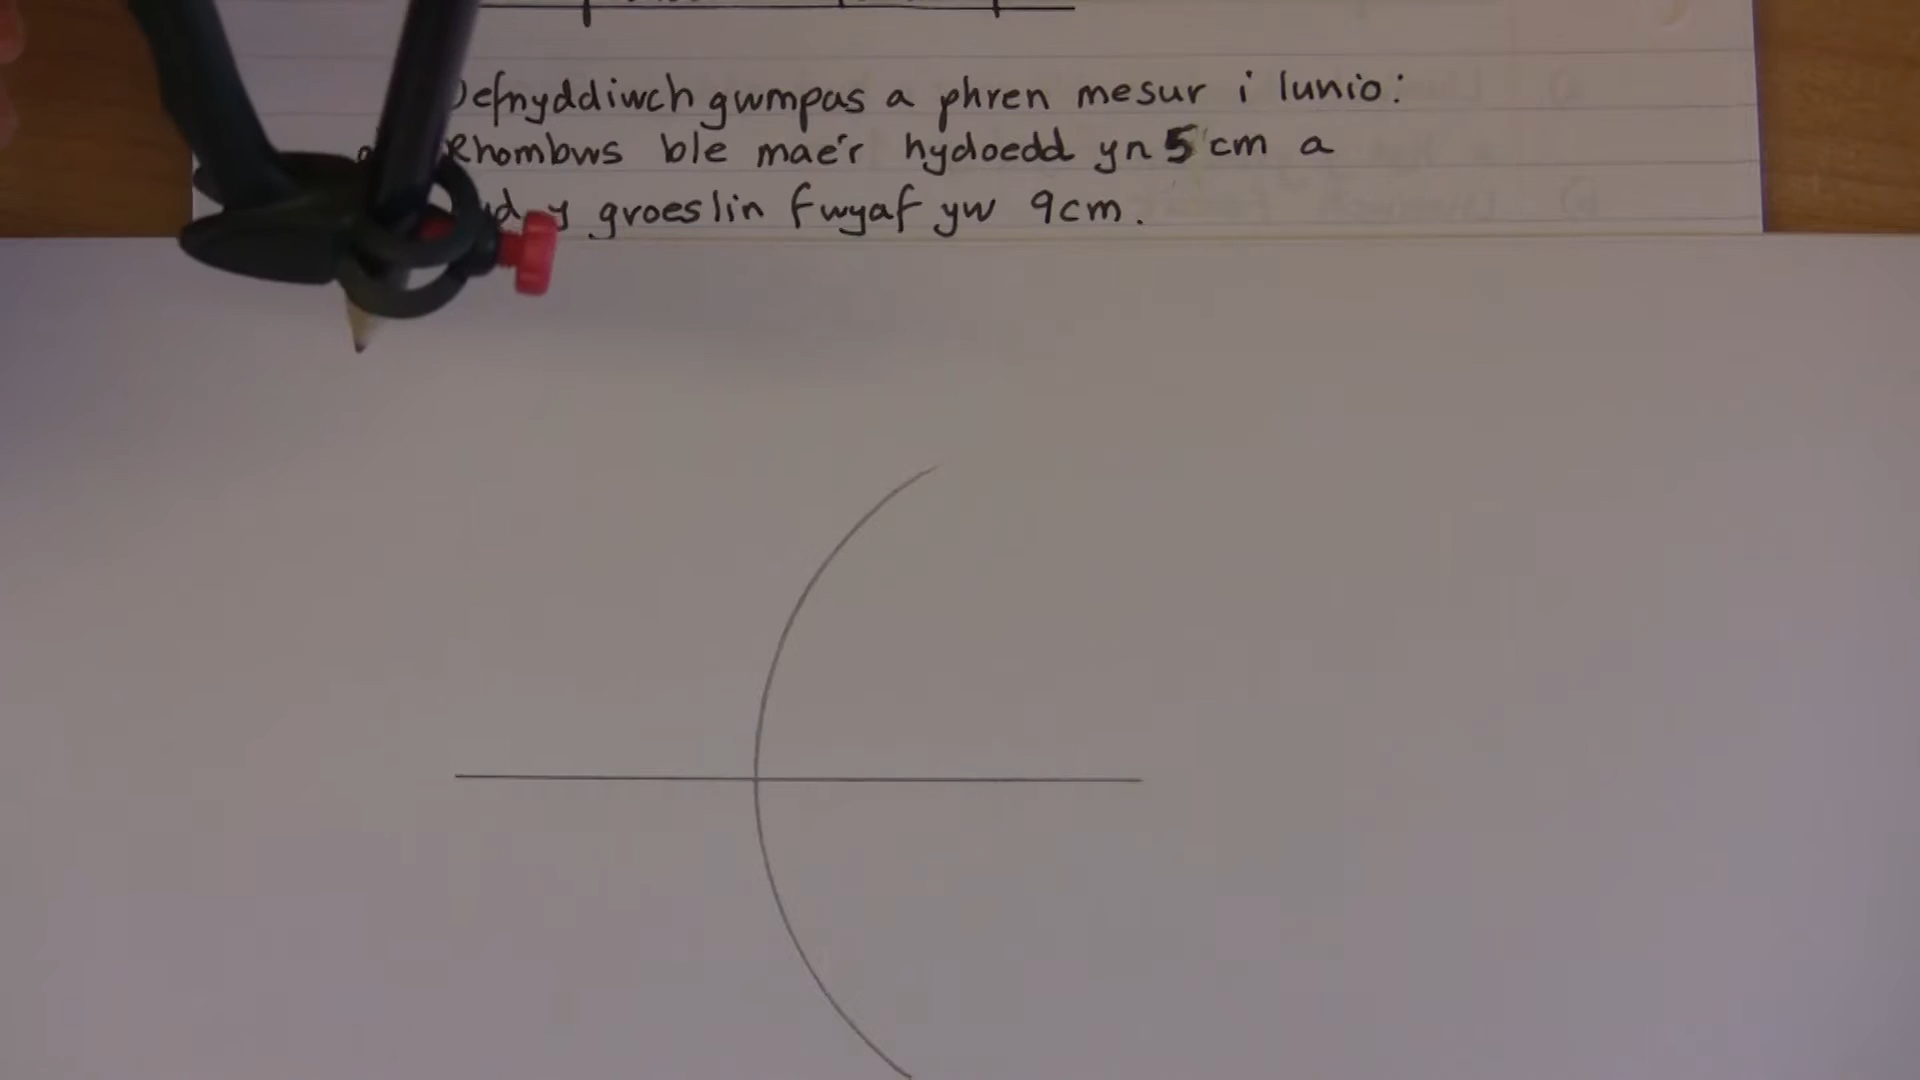 Defnyddiwch gwmpas a phren mesur i lunio:
Rhombws ble mae'r hydoedd yn 5 cm a
y groeslin fwyaf yw 9cm.